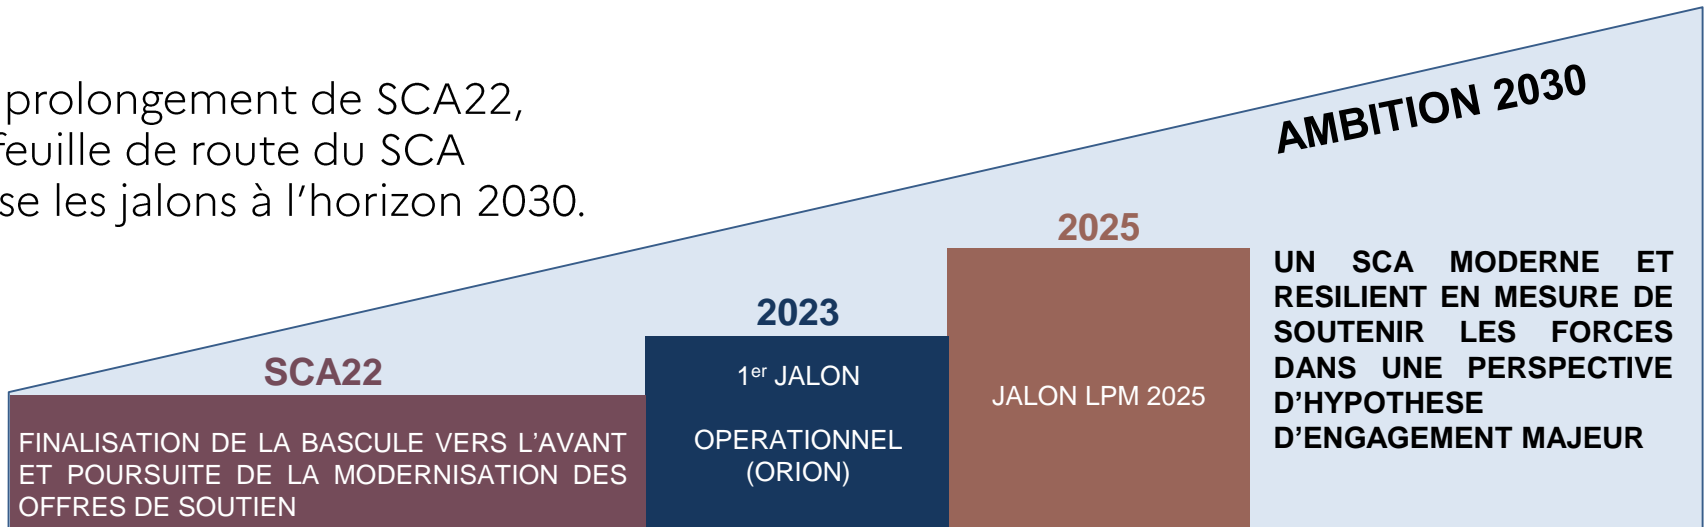 prolongement de SCA22,
feuille de route du SCA
se les jalons à l'horizon 2030.
AMBITION 2030
2025
2023
SCA22
UN SCA MODERNE ET
RESILIENT EN MESURE DE
SOUTENIR LES FORCES
DANS UNE PERSPECTIVE
D'HYPOTHESE
D'ENGAGEMENT MAJEUR
1er JALON
OPERATIONNEL
(ORION)
JALON LPM 2025
FINALISATION DE LA BASCULE VERS L'AVANT
ET POURSUITE DE LA MODERNISATION DES
OFFRES DE SOUTIEN